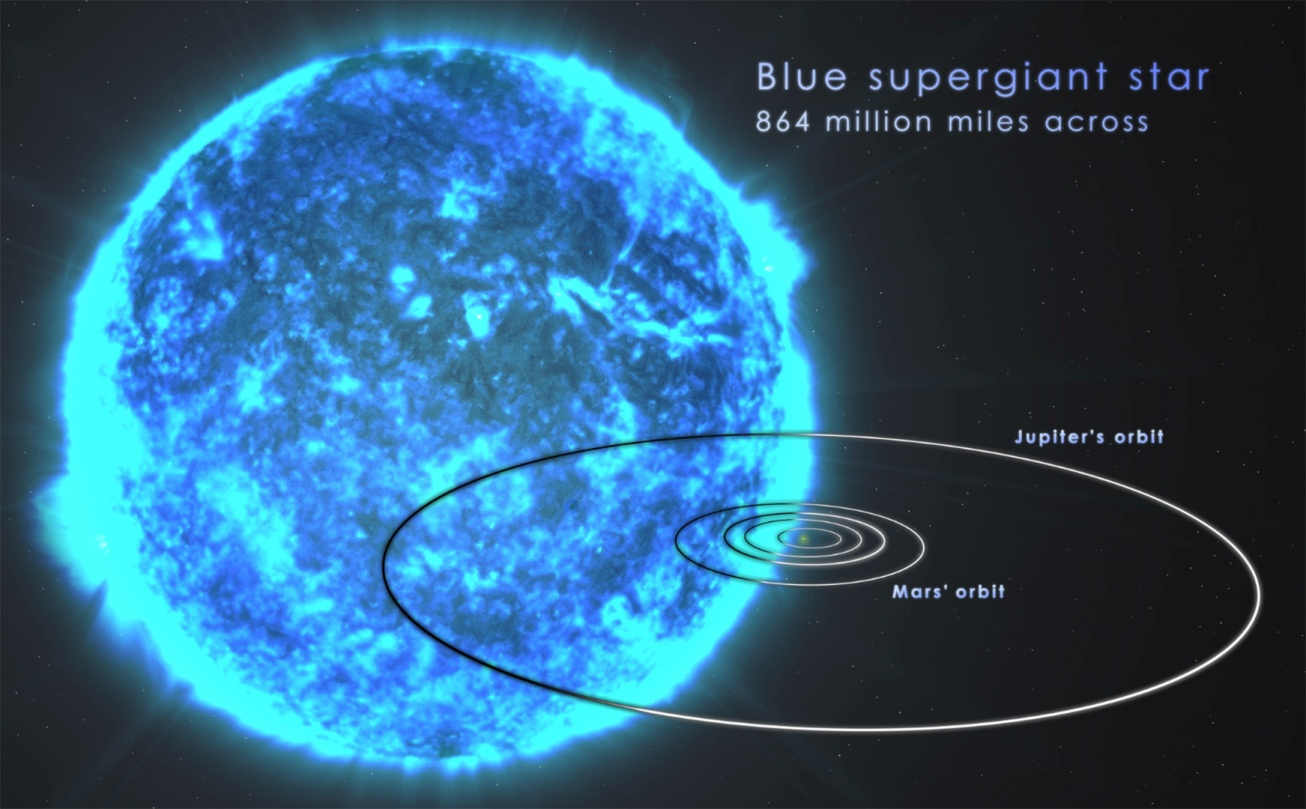 Blue supergiant star
864 million miles across
Jupiter's orbit
Mars' orbit